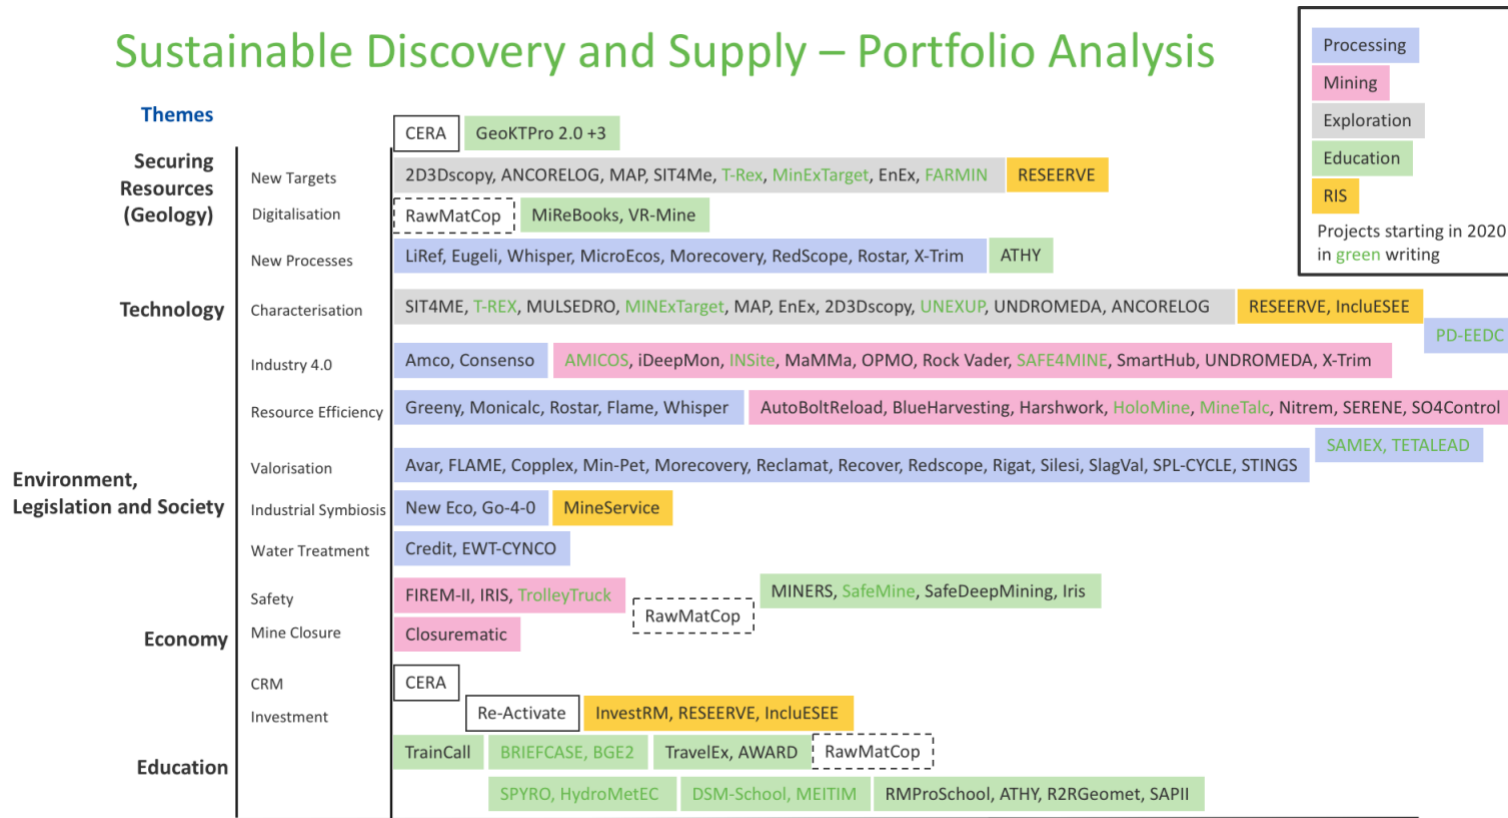 Sustainable Discovery and Supply – Portfolio Analysis
Processing
Mining
Exploration
Education
RIS
Projects starting in 2020
in green writing
Themes
CERA
GeoKTPro 2.0 +3
Securing
Resources
(Geology)
New Targets
2D3Dscopy, ANCORELOG, MAP, SIT4Me, T-Rex, MinExTarget, EnEx, FARMIN
RESEERVE
Digitalisation
RawMatCop
MiReBooks, VR-Mine
New Processes
LiRef, Eugeli, Whisper, MicroEcos, Morecovery, RedScope, Rostar, X-Trim
ATHY
Technology
Characterisation
SIT4ME, T-REX, MULSEDRO, MINExTarget, MAP, EnEx, 2D3Dscopy, UNEXUP, UNDROMEDA, ANCORELOG
RESEERVE, IncluESEE
PD-EEDC
Industry 4.0
Amco, Consenso
AMICOS, iDeepMon, INSite, MaMMa, OPMO, Rock Vader, SAFE4MINE, SmartHub, UNDROMEDA, X-Trim
Resource Efficiency
Greeny, Monicalc, Rostar, Flame, Whisper
AutoBoltReload, BlueHarvesting, Harshwork, HoloMine, MineTalc, Nitrem, SERENE, SO4Control
SAMEX, TETALEAD
Environment,
Legislation and Society
Valorisation
Avar, FLAME, Copplex, Min-Pet, Morecovery, Reclamat, Recover, Redscope, Rigat, Silesi, SlagVal, SPL-CYCLE, STINGS
Industrial Symbiosis
New Eco, Go-4-0
MineService
Water Treatment
Credit, EWT-CYNCO
Safety
FIREM-II, IRIS, TrolleyTruck
RawMatCop
MINERS, SafeMine, SafeDeepMining, Iris
Economy
Mine Closure
Closurematic
CRM
CERA
Investment
Re-Activate
InvestRM, RESEERVE, IncluESEE
Education
TrainCall
BRIEFCASE, BGE2
TravelEx, AWARD
RawMatCop
SPYRO, HydroMetEC
DSM-School, MEITIM
RMProSchool, ATHY, R2RGeomet, SAPII